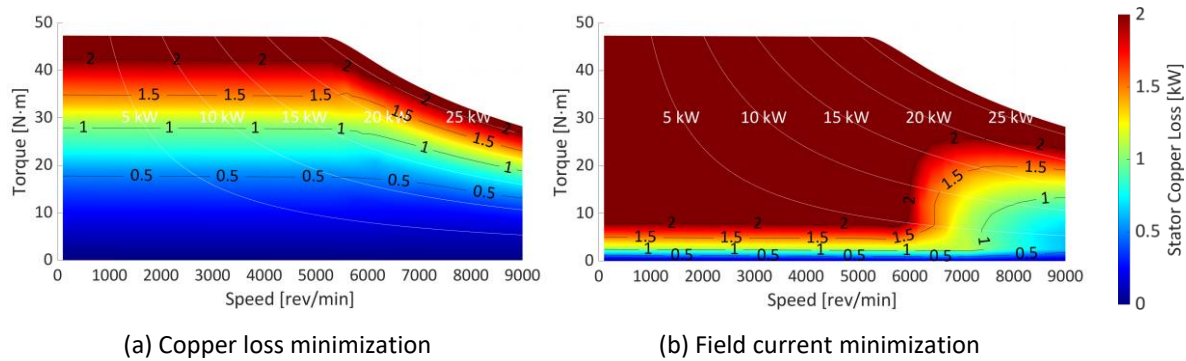 50
40
30
20
10
0
Torque [N·m]
2 2 2 2 2 2
1.5 1.5 1.5 1.5 1.5
5 kW 10 kW 15 kW 20 kW 25 kW
1 1 1 1 1 1
0.5 0.5 0.5 0.5 0.5
0 1000 2000 3000 4000 5000 6000 7000 8000 9000
Speed [rev/min]
(a) Copper loss minimization
50
40
30
20
10
0
Torque [N·m]
5 kW 10 kW 15 kW 20 kW 25 kW
2 2 2 2 2 2 2
1.5 1.5 1.5 1.5 1.5 1.5
1 1 1 1 1 1
0.5 0.5 0.5 0.5 0.5
0 1000 2000 3000 4000 5000 6000 7000 8000 9000
Speed [rev/min]
(b) Field current minimization
2
1.5
1
0.5
0
Stator Copper Loss [kW]